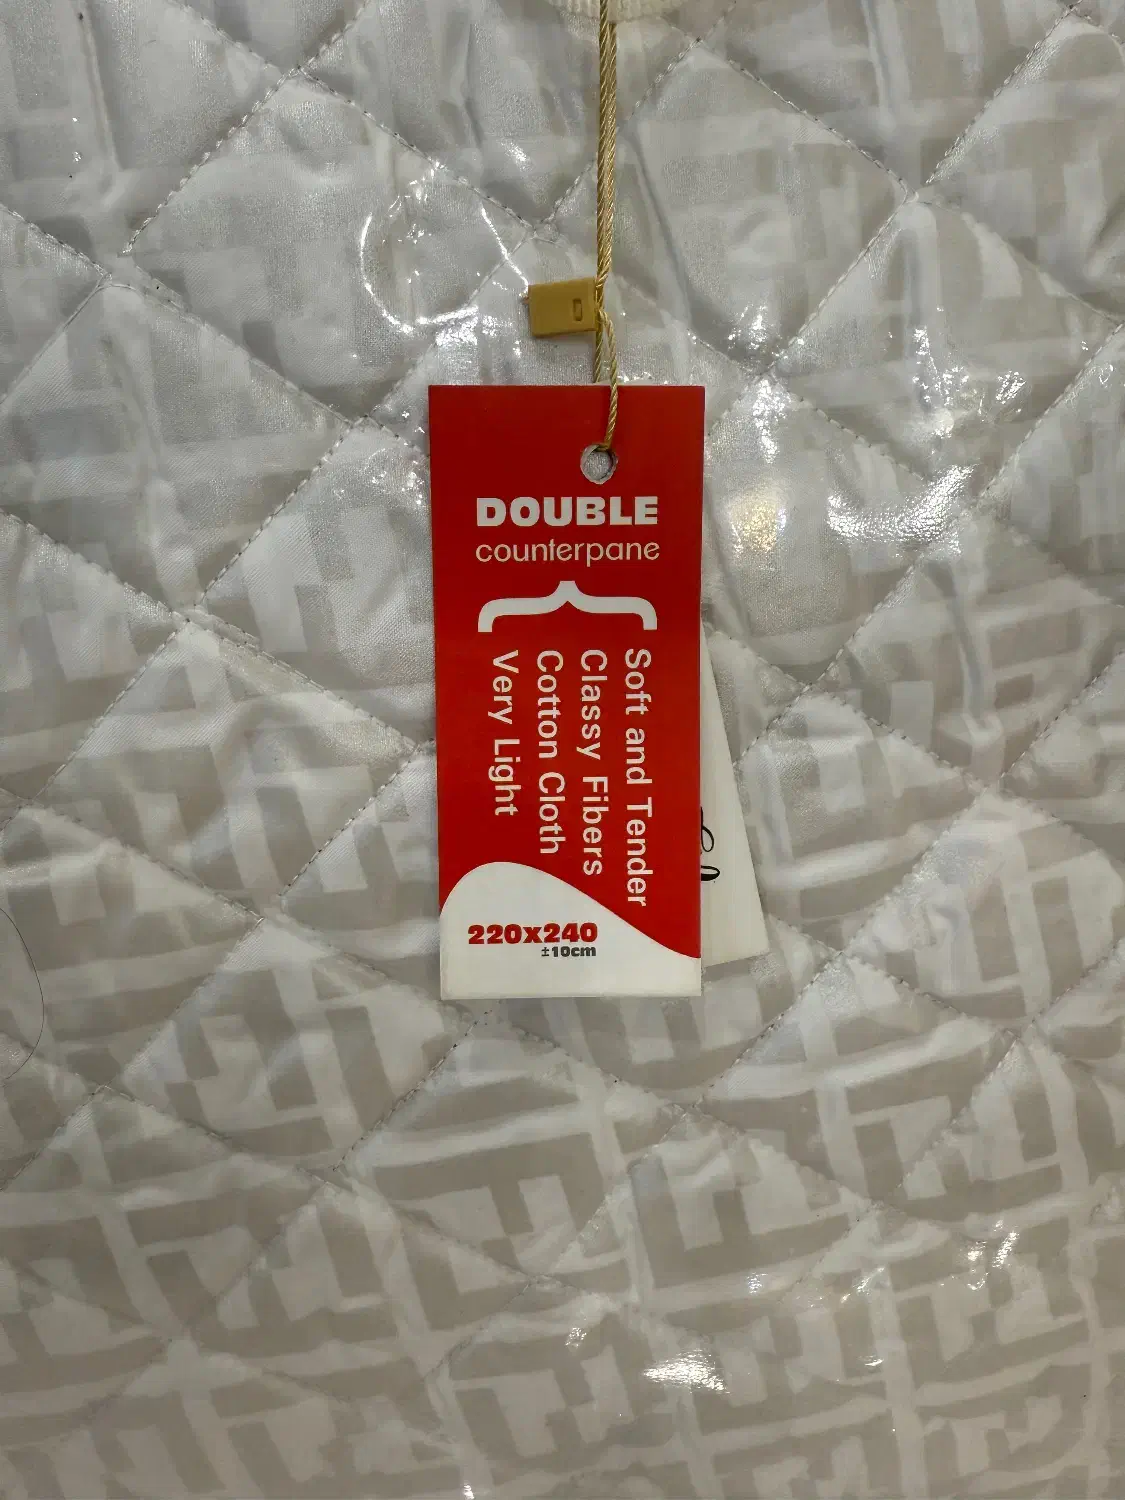 DOUBLE
counterpane
Soft and Tender
Classy Fibers
Cotton Cloth
Very Light
220x240
±10cm